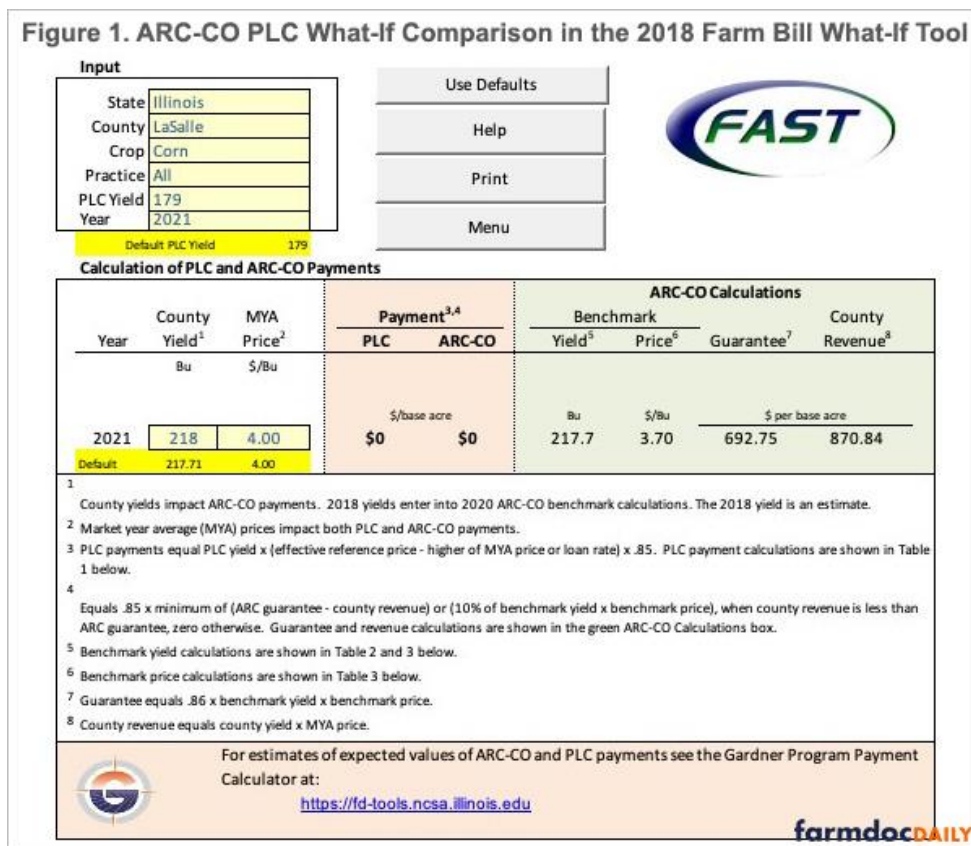 Figure 1. ARC-CO PLC What-If Comparison in the 2018 Farm Bill What-If Tool
Input
State Illinois
County LaSalle
Crop Corn
Practice All
PLC Yield 179
Year 2021
Default PLC Yield 179
Use Defaults
Help
Print
Menu
FAST
Calculation of PLC and ARC-CO Payments
ARC-CO Calculations
County MYA Payment3,4 Benchmark County
Year Yield1 Price2 PLC ARC-CO Yield5 Price6 Guarantee7 Revenue8
Bu $/Bu
$/base acre Bu $/Bu $ per base acre
2021 218 4.00 $0 $0 217.7 3.70 692.75 870.84
Default 217.71 4.00
1
County yields impact ARC-CO payments. 2018 yields enter into 2020 ARC-CO benchmark calculations. The 2018 yield is an estimate.
2 Market year average (MYA) prices impact both PLC and ARC-CO payments.
3 PLC payments equal PLC yield x (effective reference price - higher of MYA price or loan rate) x .85. PLC payment calculations are shown in Table
1 below.
4
Equals .85 x minimum of (ARC guarantee - county revenue) or (10% of benchmark yield x benchmark price), when county revenue is less than
ARC guarantee, zero otherwise. Guarantee and revenue calculations are shown in the green ARC-CO Calculations box.
5 Benchmark yield calculations are shown in Table 2 and 3 below.
6 Benchmark price calculations are shown in Table 3 below.
7 Guarantee equals .86 x benchmark yield x benchmark price.
8 County revenue equals county yield x MYA price.
For estimates of expected values of ARC-CO and PLC payments see the Gardner Program Payment
Calculator at:
https://fd-tools.ncsa.illinois.edu
farmdocDAILY